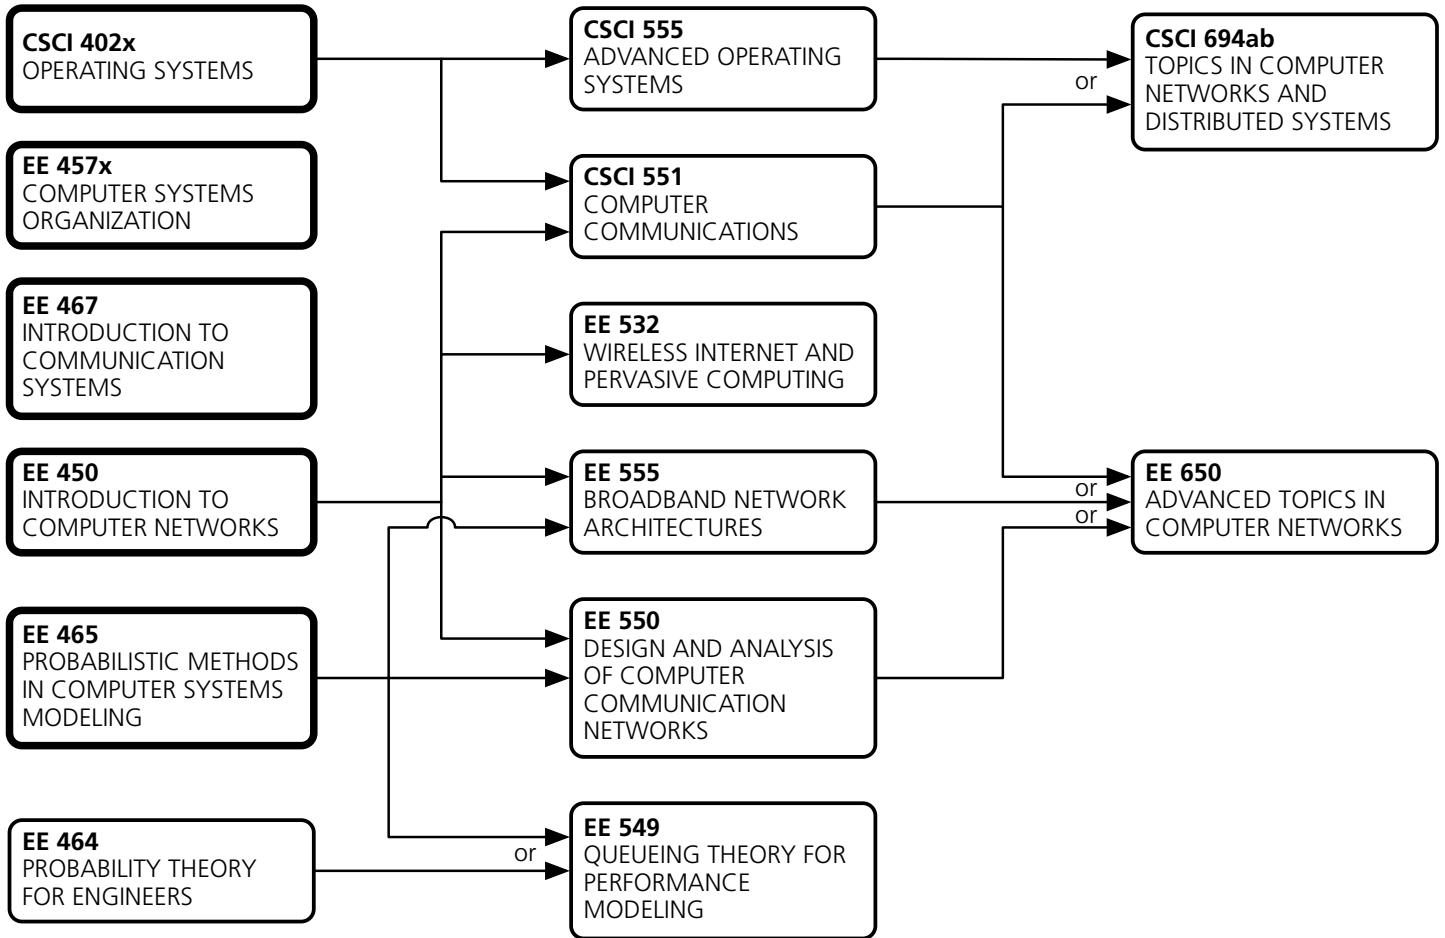 CSCI 402x
OPERATING SYSTEMS
EE 457x
COMPUTER SYSTEMS
ORGANIZATION
EE 467
INTRODUCTION TO
COMMUNICATION
SYSTEMS
EE 450
INTRODUCTION TO
COMPUTER NETWORKS
EE 465
PROBABILISTIC METHODS
IN COMPUTER SYSTEMS
MODELING
EE 464
PROBABILITY THEORY
FOR ENGINEERS
CSCI 555
ADVANCED OPERATING
SYSTEMS
CSCI 551
COMPUTER
COMMUNICATIONS
EE 532
WIRELESS INTERNET AND
PERVASIVE COMPUTING
EE 555
BROADBAND NETWORK
ARCHITECTURES
EE 550
DESIGN AND ANALYSIS
OF COMPUTER
COMMUNICATION
NETWORKS
or
EE 549
QUEUEING THEORY FOR
PERFORMANCE
MODELING
or
CSCI 694ab
TOPICS IN COMPUTER
NETWORKS AND
DISTRIBUTED SYSTEMS
or
or
EE 650
ADVANCED TOPICS IN
COMPUTER NETWORKS